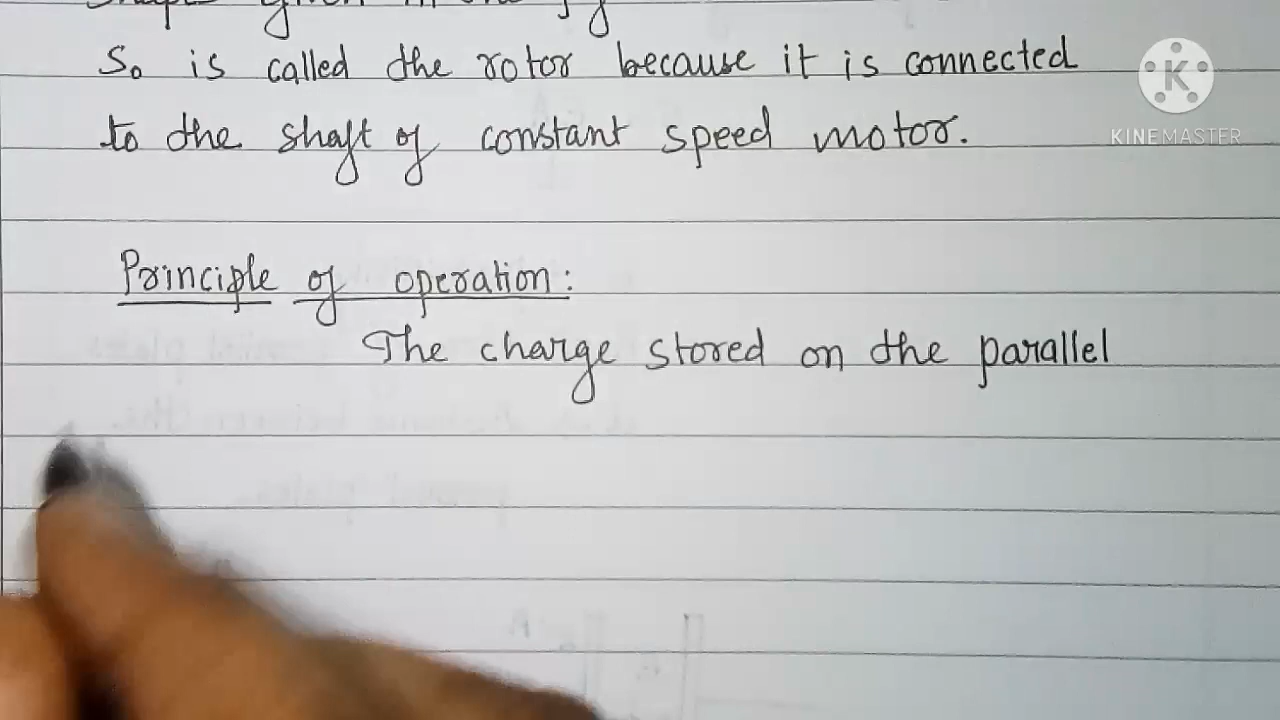 So is called the rotor because it is connected
to the shaft of constant speed motor.
K
KINEMASTER
Principle of operation:
The charge stored on the parallel